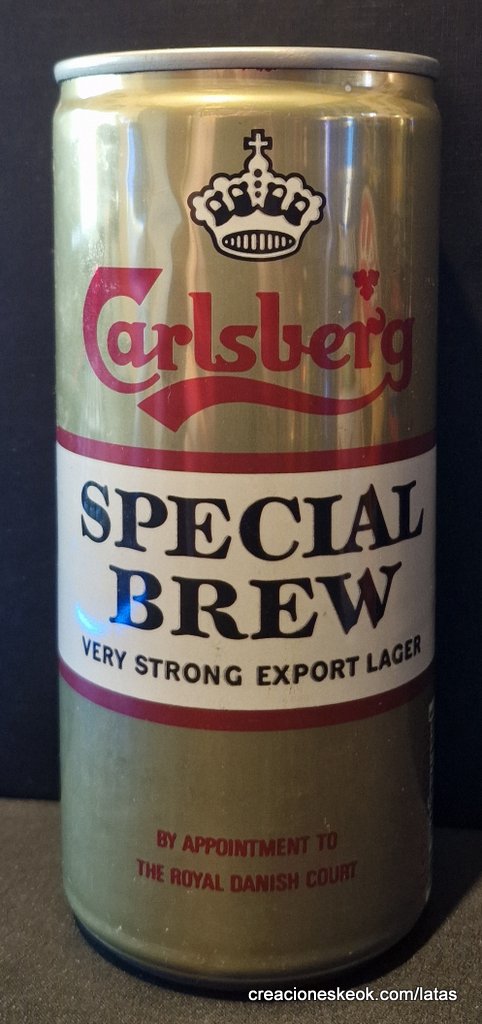 Carlsberg
SPECIAL
BREW
VERY STRONG EXPORT LAGER
BY APPOINTMENT TO
THE ROYAL DANISH COURT
creacioneskeok.com/latas